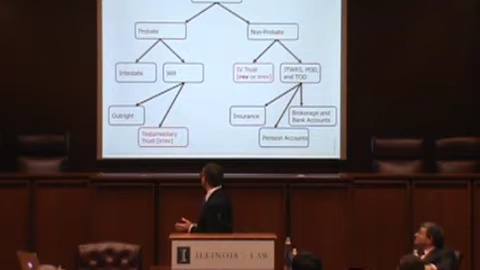 Probate
Non-Probate
Intestate
Will
IV Trust
[rev or irrev]
JTWRS, POD,
and TOD
Outright
Testamentary
Trust [irrev]
Insurance
Brokerage and
Bank Accounts
Pension Accounts
I ILLINOIS LAW